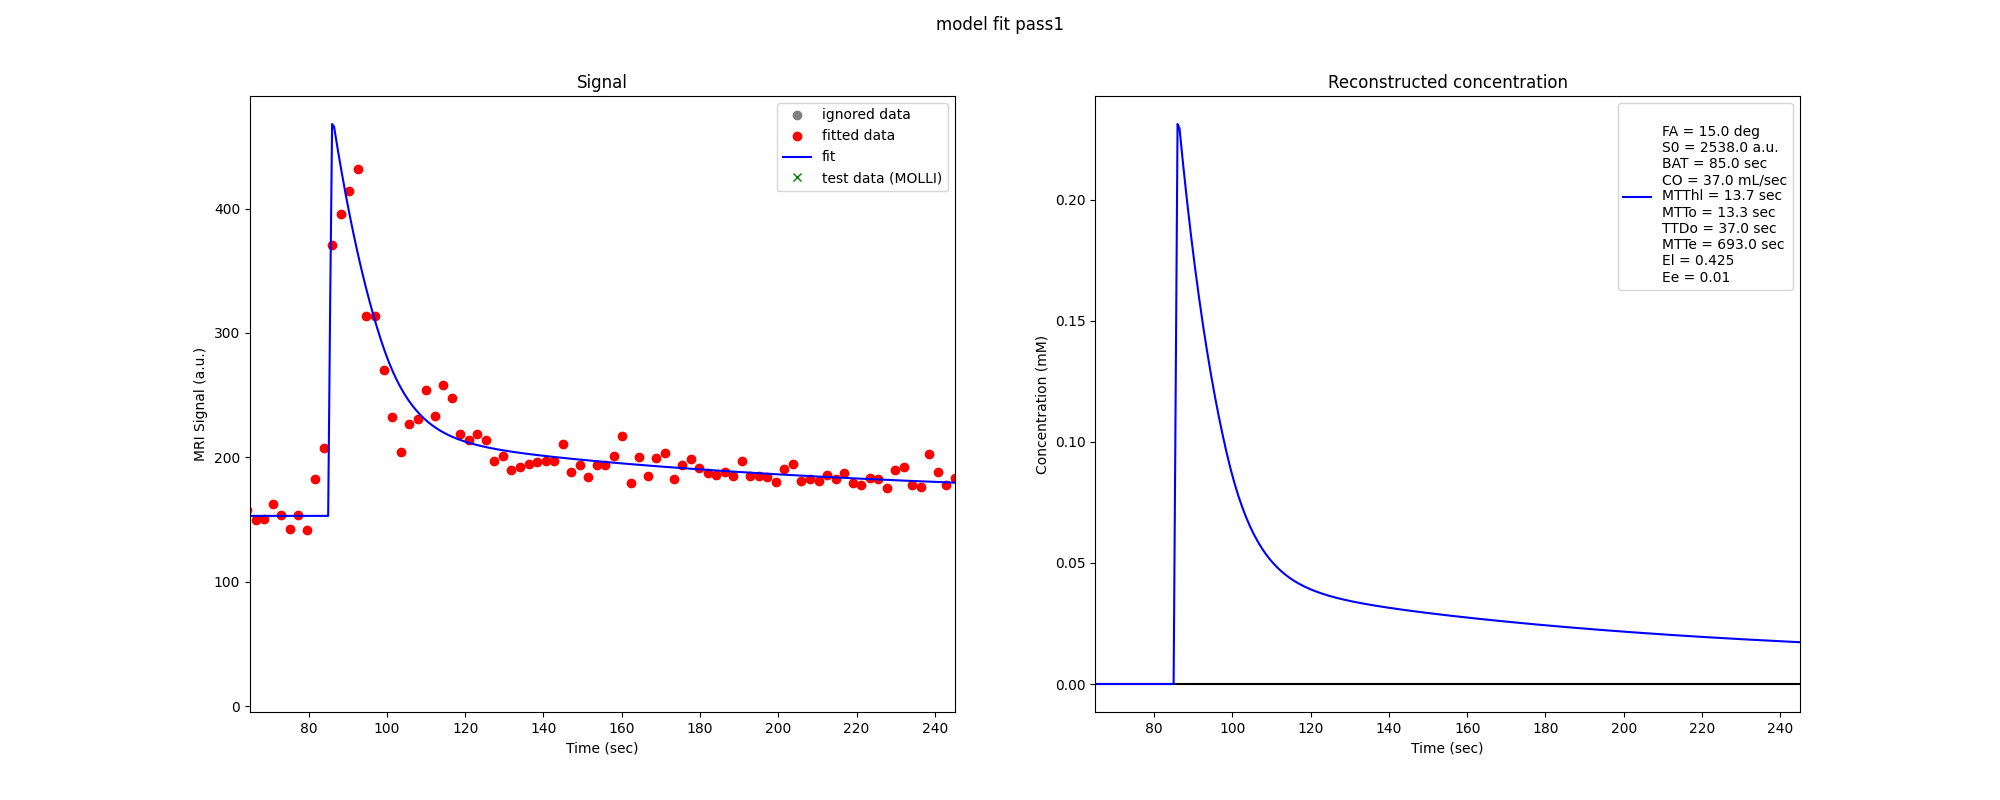 model fit pass1
Signal
ignored data
fitted data
fit
test data (MOLLI)
MRI Signal (a.u.)
400
300
200
100
0
80 100 120 140 160 180 200 220 240
Time (sec)
Reconstructed concentration
FA = 15.0 deg
S0 = 2538.0 a.u.
BAT = 85.0 sec
CO = 37.0 mL/sec
MTThl = 13.7 sec
MTTo = 13.3 sec
TTDo = 37.0 sec
MTTe = 693.0 sec
El = 0.425
Ee = 0.01
Concentration (mM)
0.20
0.15
0.10
0.05
0.00
80 100 120 140 160 180 200 220 240
Time (sec)